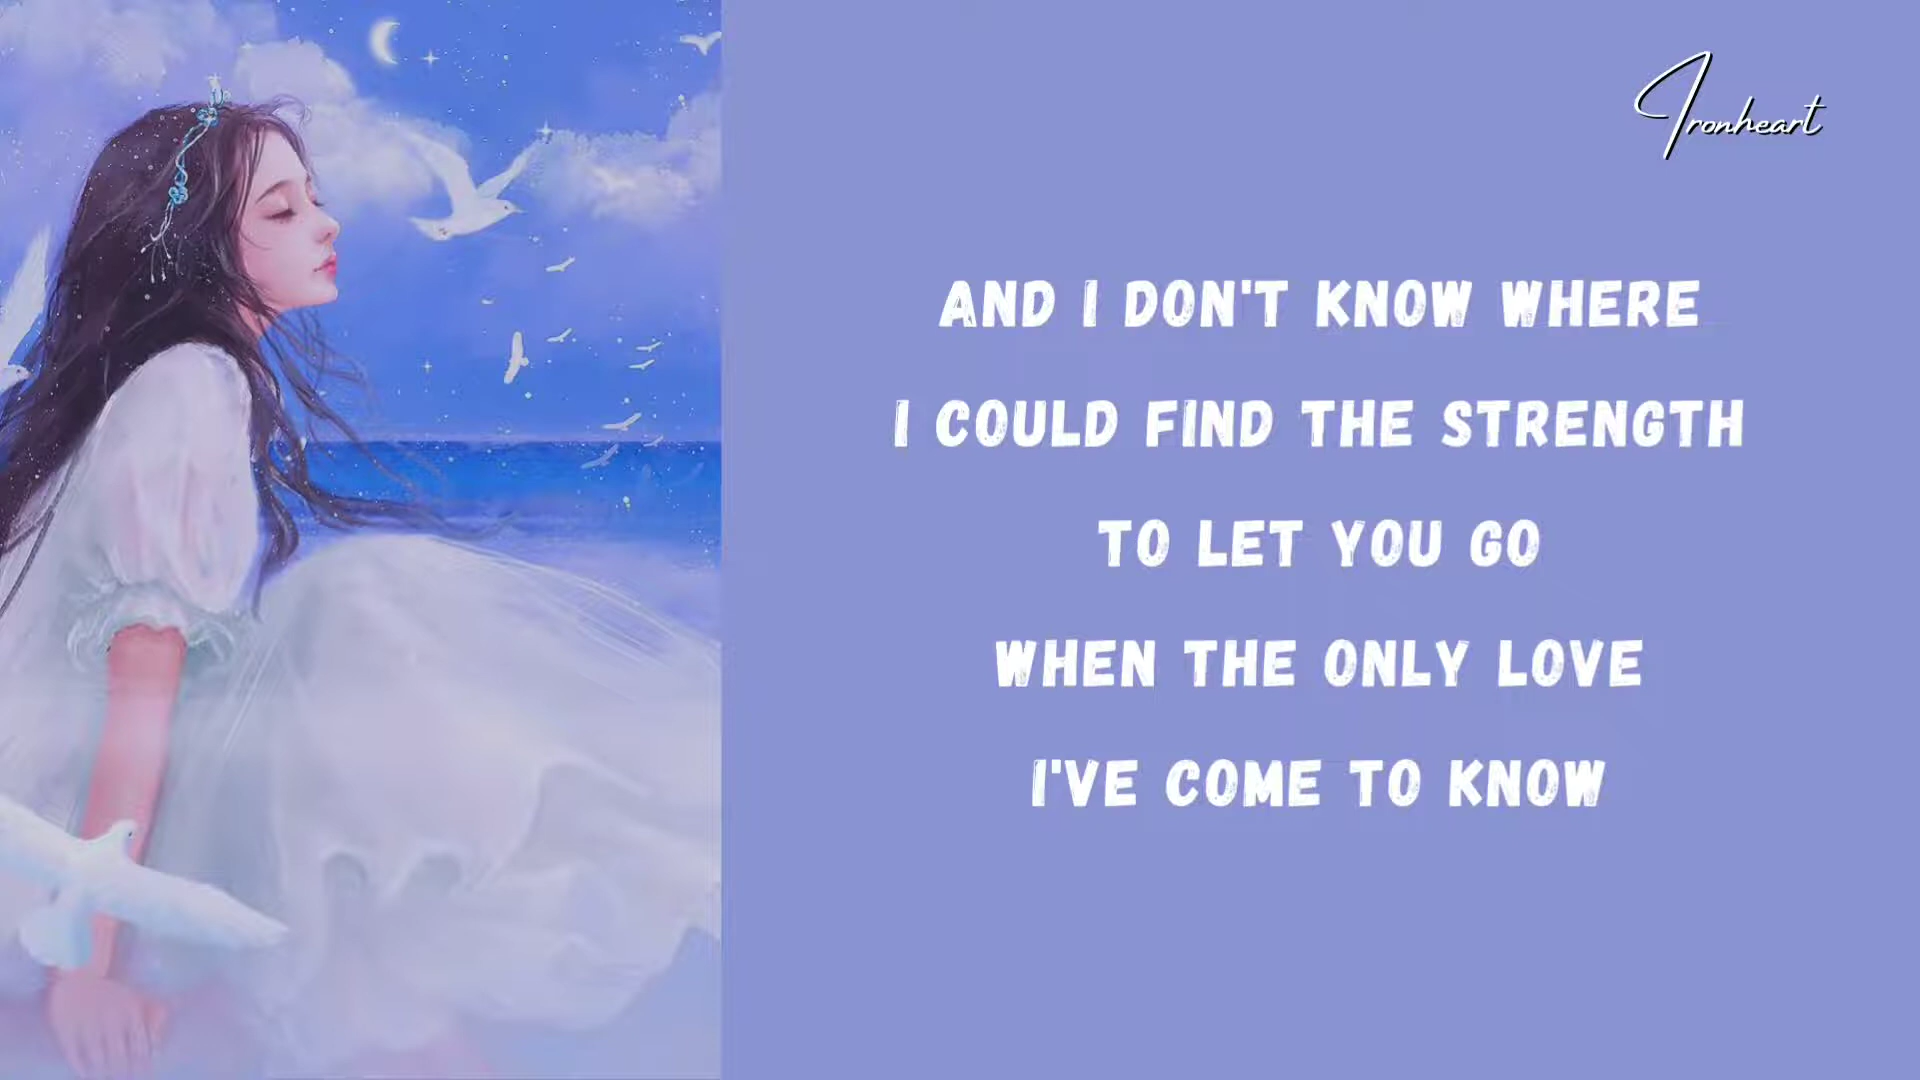 Ironheart
AND I DON'T KNOW WHERE
I COULD FIND THE STRENGTH
TO LET YOU GO
WHEN THE ONLY LOVE
I'VE COME TO KNOW